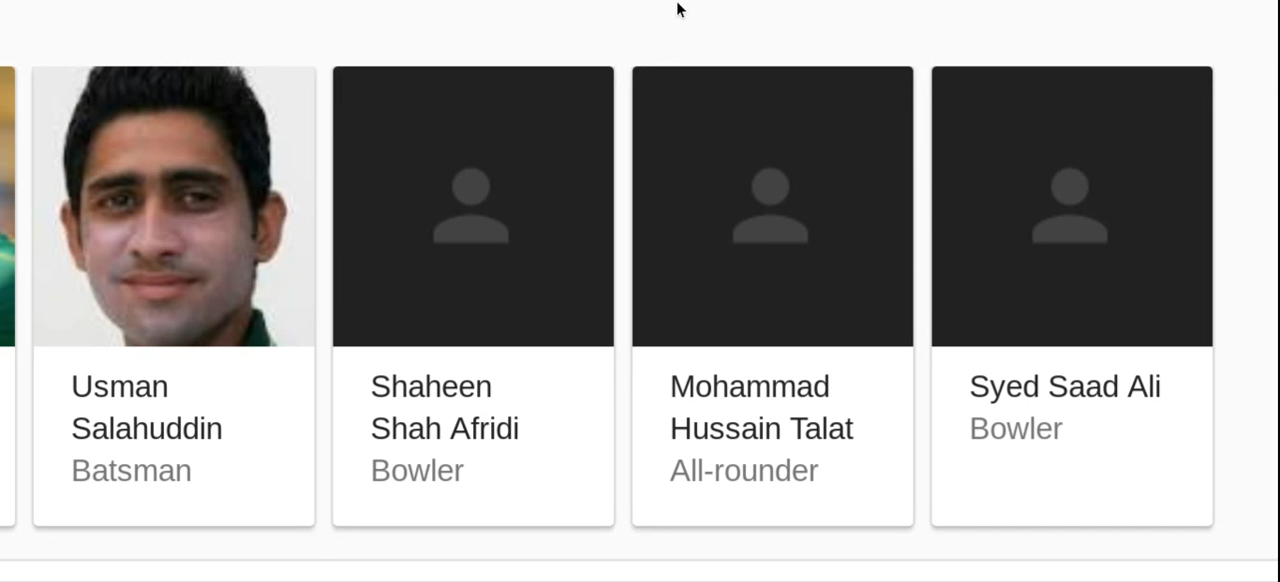 Usman
Salahuddin
Batsman
Shaheen
Shah Afridi
Bowler
Mohammad
Hussain Talat
All-rounder
Syed Saad Ali
Bowler